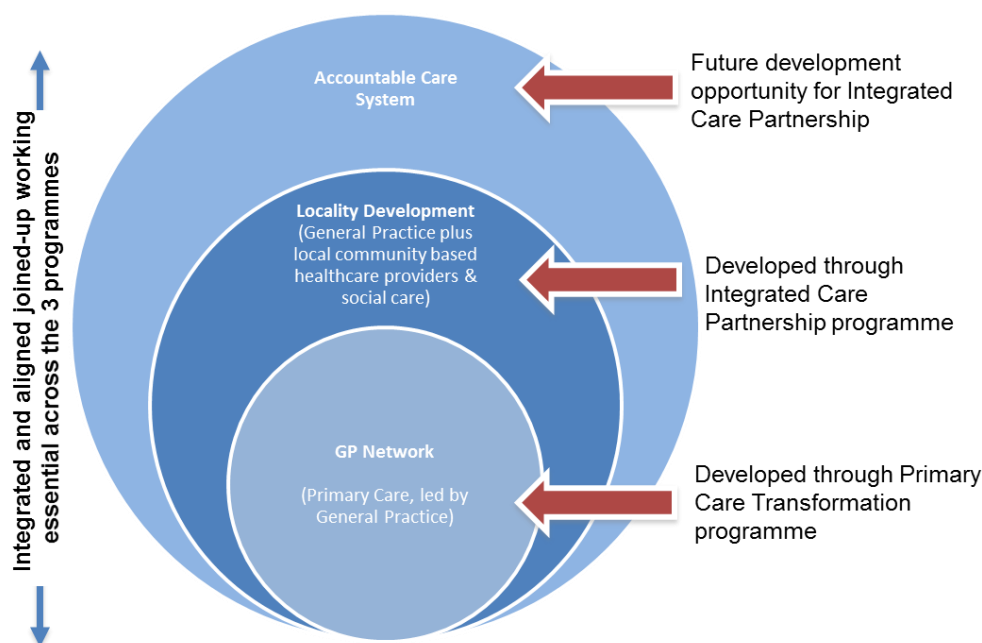 Integrated and aligned joined-up working
essential across the 3 programmes
Accountable Care
System
Future development
opportunity for Integrated
Care Partnership
Locality Development
(General Practice plus
local community based
healthcare providers &
social care)
Developed through
Integrated Care
Partnership programme
GP Network
(Primary Care, led by
General Practice)
Developed through Primary
Care Transformation
programme